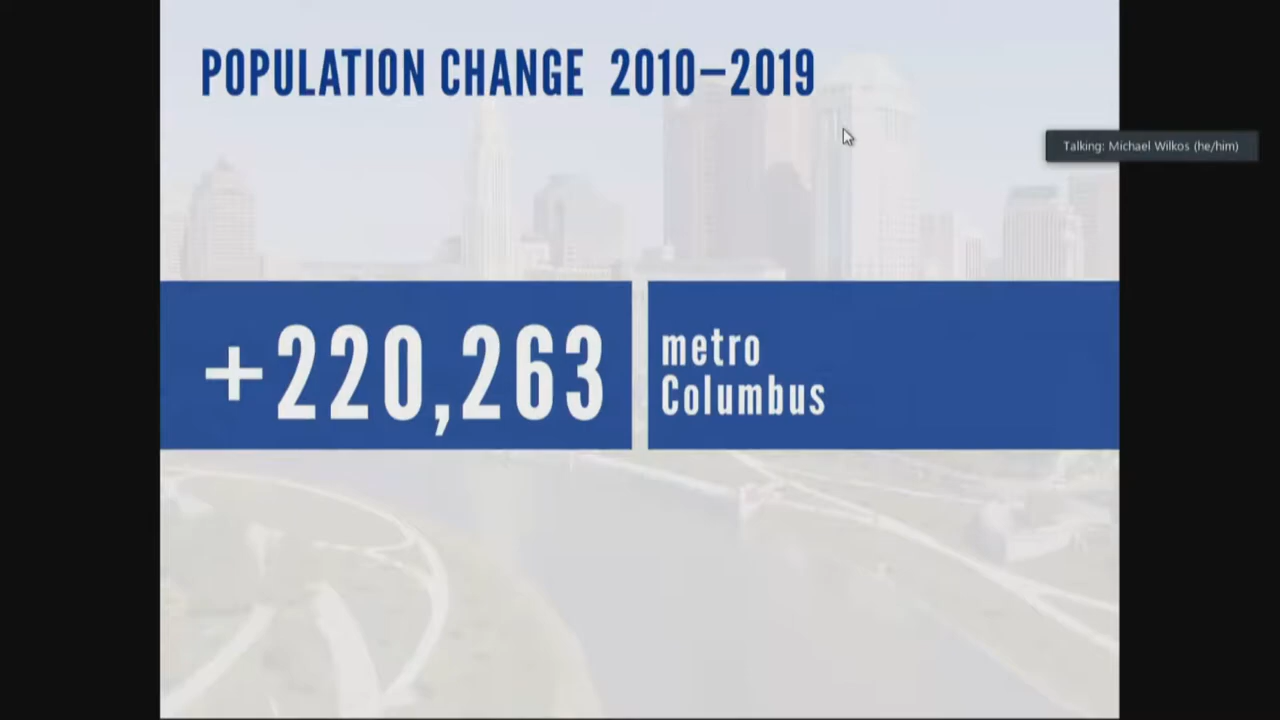 POPULATION CHANGE 2010–2019
Talking: Michael Wilkos (he/him)
+220,263
metro
Columbus